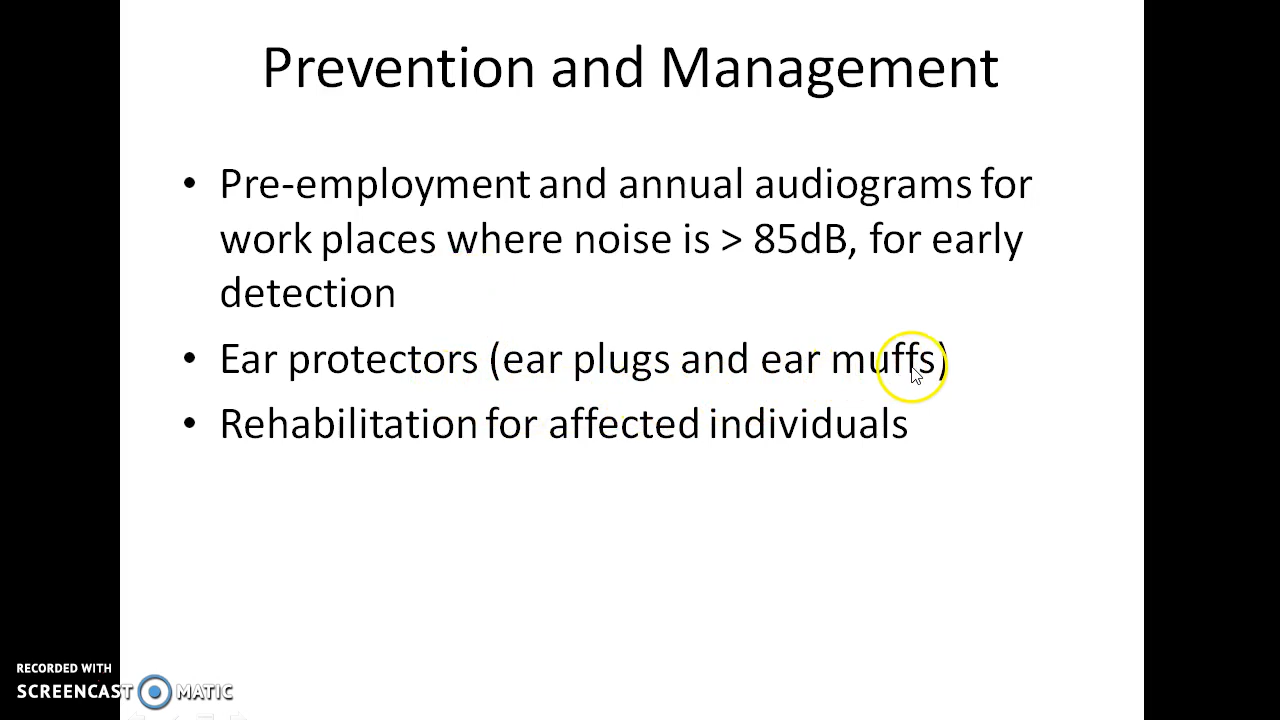 Prevention and Management
• Pre-employment and annual audiograms for
work places where noise is > 85dB, for early
detection
• Ear protectors (ear plugs and ear muffs)
• Rehabilitation for affected individuals
RECORDED WITH
SCREENCAST MATIC